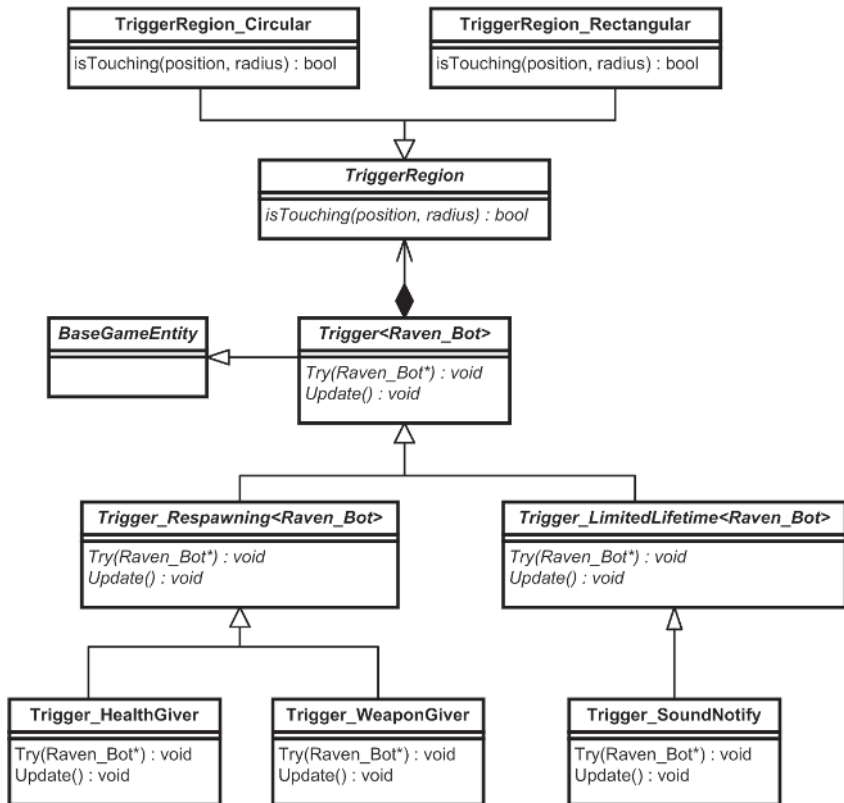 TriggerRegion_Circular
isTouching(position, radius) : bool
TriggerRegion_Rectangular
isTouching(position, radius) : bool
TriggerRegion
isTouching(position, radius) : bool
BaseGameEntity
Trigger<Raven_Bot>
Try(Raven_Bot*) : void
Update() : void
Trigger_Respawning<Raven_Bot>
Try(Raven_Bot*) : void
Update() : void
Trigger_LimitedLifetime<Raven_Bot>
Try(Raven_Bot*) : void
Update() : void
Trigger_HealthGiver
Try(Raven_Bot*) : void
Update() : void
Trigger_WeaponGiver
Try(Raven_Bot*) : void
Update() : void
Trigger_SoundNotify
Try(Raven_Bot*) : void
Update() : void